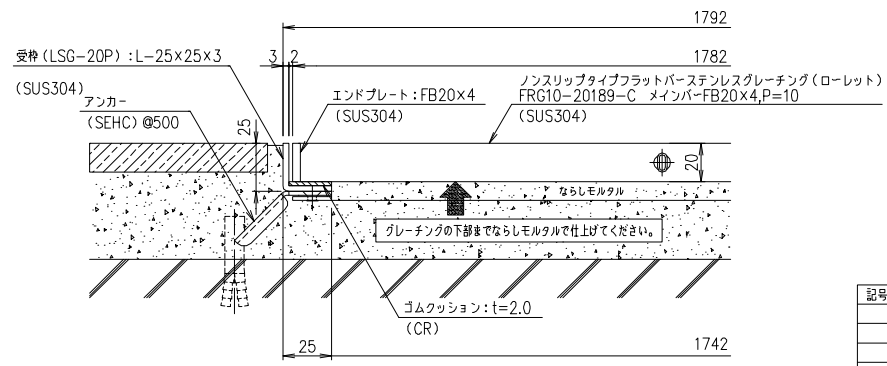 1792
受枠(LSG-20P):L-25×25×3
(SUS304)
3
2
1782
アンカー
(SEHC) @500
25
エンドプレート:FB20×4
(SUS304)
ノンスリップタイプフラットバーステンレスグレーチング(ローレット)
FRG10-20189-C メインバーFB20×4,P=10
(SUS304)
20
ならしモルタル
グレーチングの下部までならしモルタルで仕上げてください。
ゴムクッション:t=2.0
(CR)
25
1742
記号